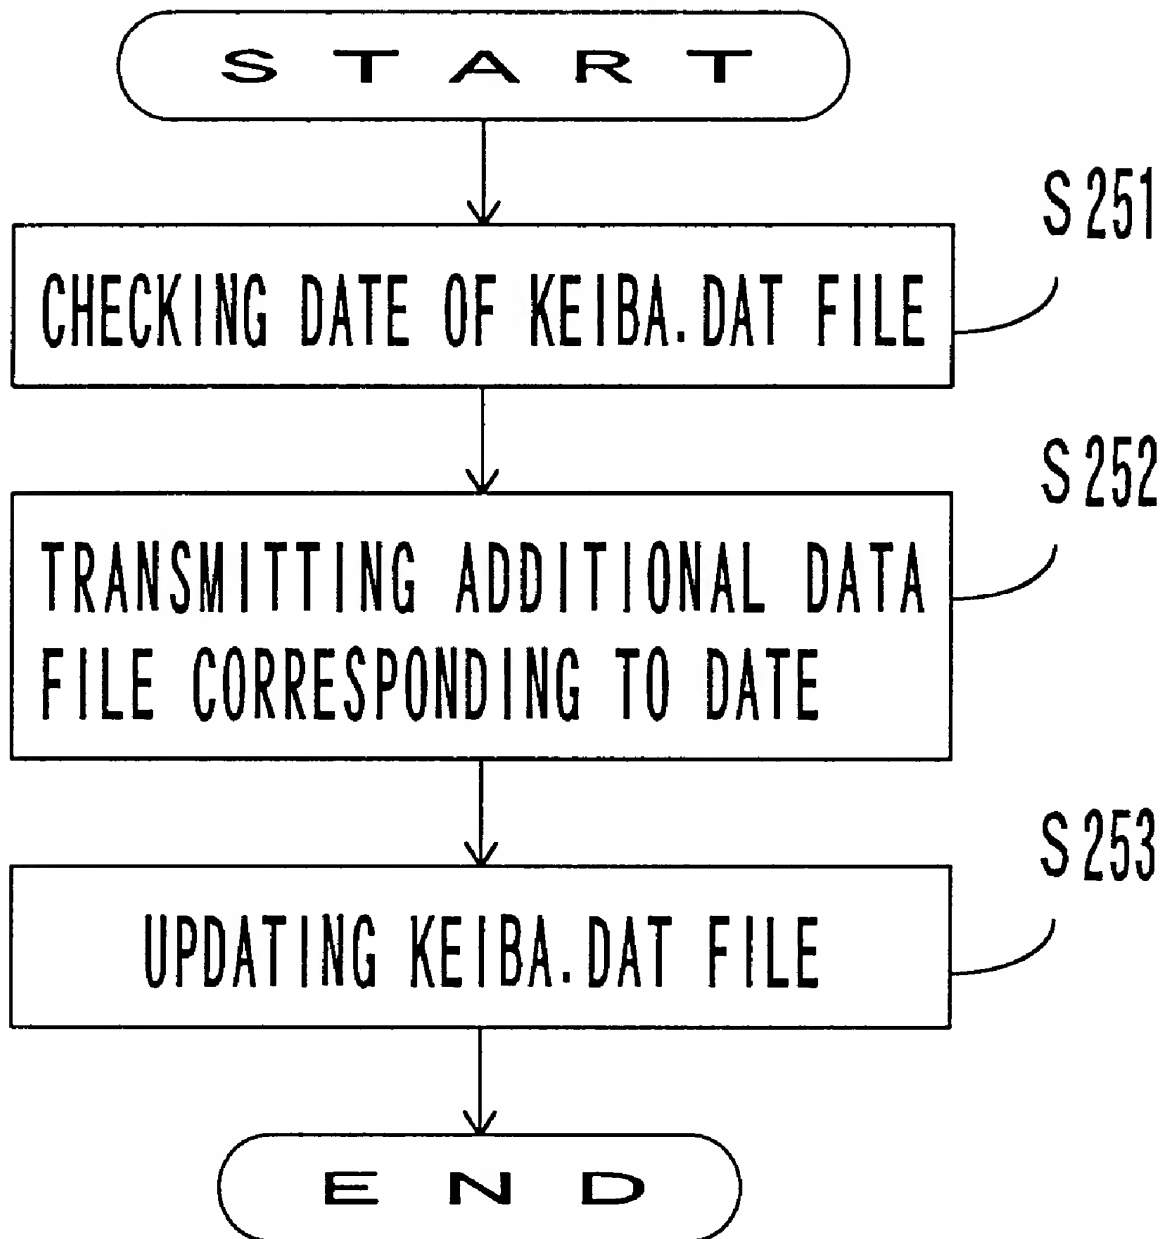 START
S251
CHECKING DATE OF KEIBA.DAT FILE
S252
TRANSMITTING ADDITIONAL DATA
FILE CORRESPONDING TO DATE
S253
UPDATING KEIBA.DAT FILE
END